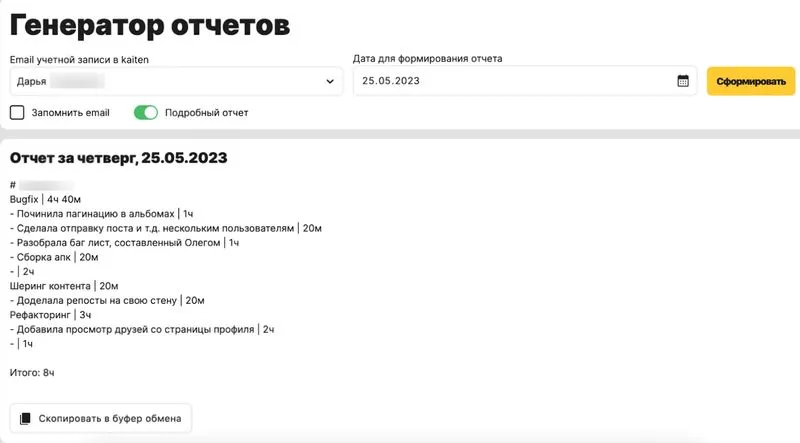 Генератор отчетов
Email учетной записи в kaiten
Дата для формирования отчета
Дарья
25.05.2023
Сформировать
Запомнить email
Подробный отчет
Отчет за четверг, 25.05.2023
#
Bugfix | 4ч 40м
- Починила пагинацию в альбомах | 1ч
- Сделала отправку поста и т.д. нескольким пользователям | 20м
- Разобрала баг лист, составленный Олегом | 1ч
- Сборка апк | 20м
- | 2ч
Шеринг контента | 20м
- Доделала репосты на свою стену | 20м
Рефакторинг | 3ч
- Добавила просмотр друзей со страницы профиля | 2ч
- | 1ч
Итого: 8ч
Скопировать в буфер обмена